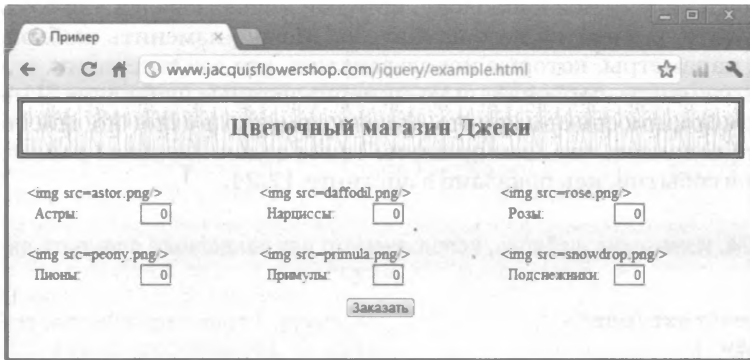 Пример
www.jacquisflowershop.com/jquery/example.html
Цветочный магазин Джеки
<img src=astor.png/> <img src=daffodil.png/> <img src=rose.png/>
Астры: 0 Нарциссы: 0 Розы: 0
<img src=peony.png/> <img src=primula.png/> <img src=snowdrop.png/>
Пионы: 0 Примулы: 0 Подснежники: 0
Заказать